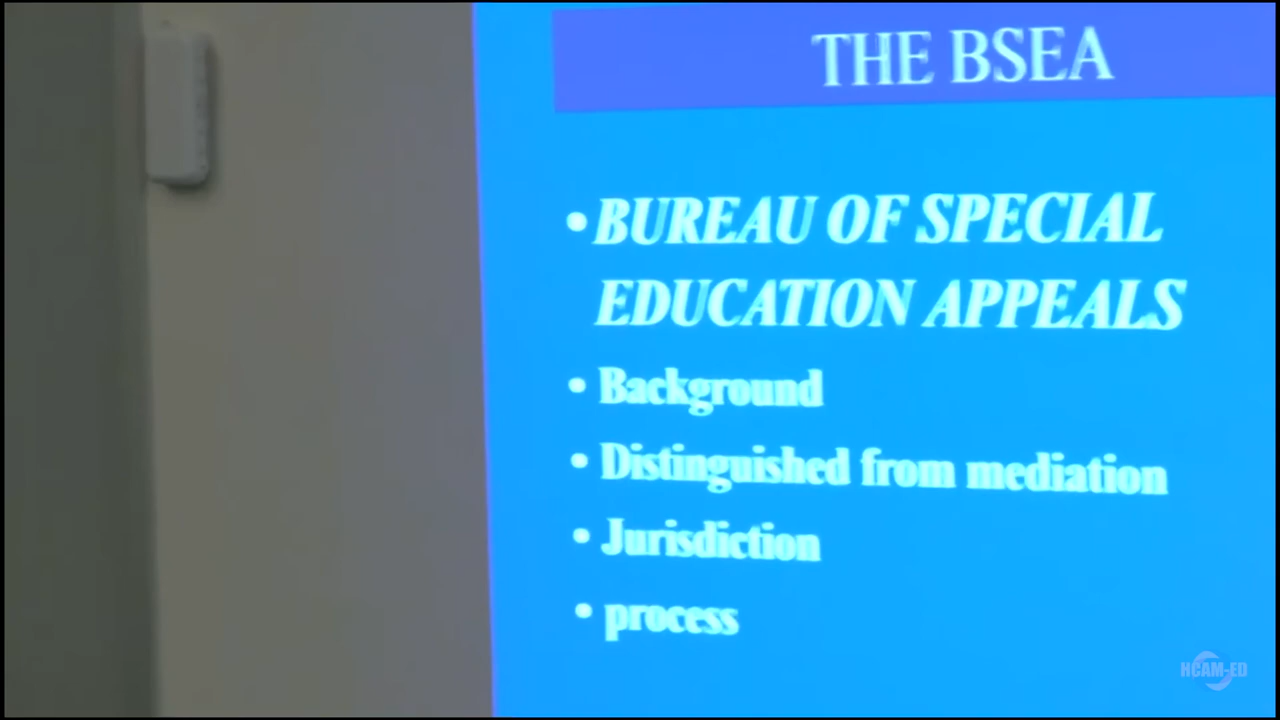 THE BSEA
• BUREAU OF SPECIAL
EDUCATION APPEALS
• Background
• Distinguished from mediation
• Jurisdiction
• process
HCAM-ED